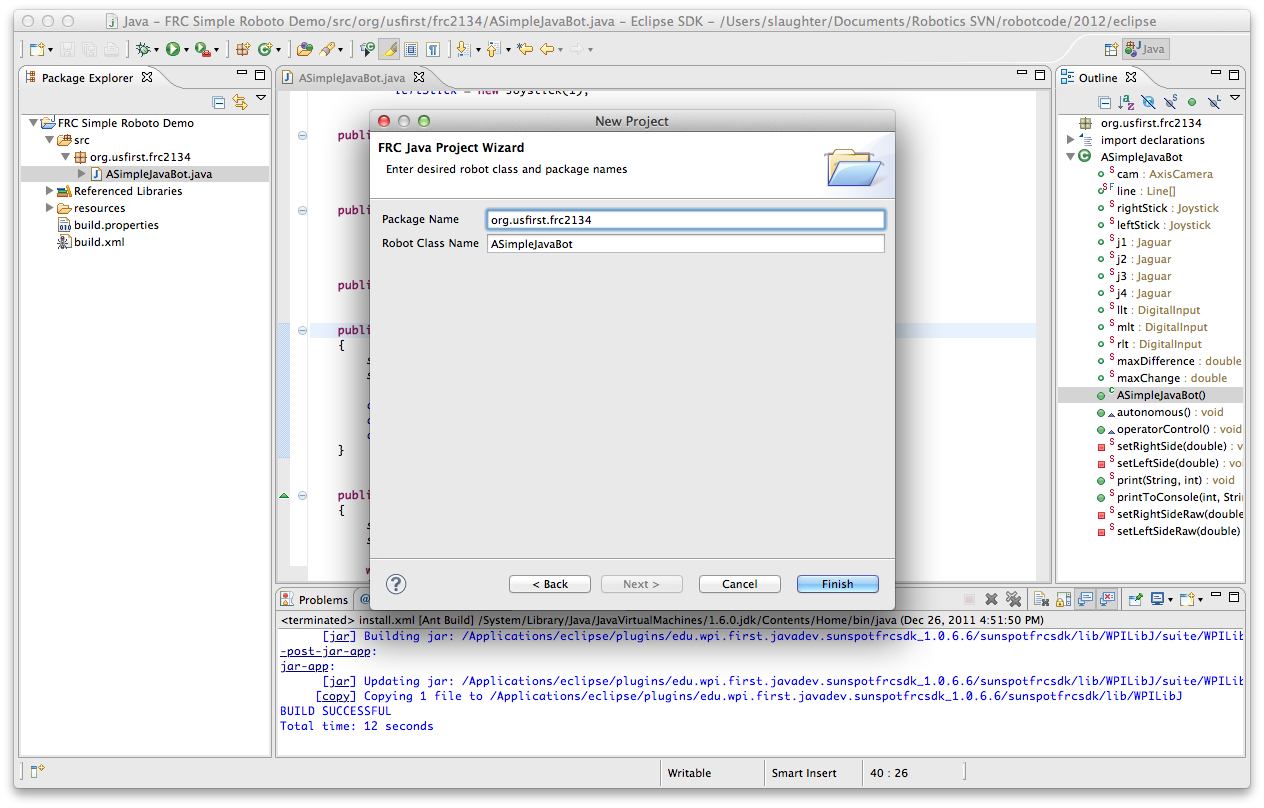 Java – FRC Simple Roboto Demo/src/org/usfirst/frc2134/ASimpleJavaBot.java – Eclipse SDK – /Users/slaughter/Documents/Robotics SVN/robotcode/2012/eclipse
Java
Package Explorer
FRC Simple Roboto Demo
src
org.usfirst.frc2134
ASimpleJavaBot.java
Referenced Libraries
resources
build.properties
build.xml
ASimpleJavaBot.java
leftStick = new Joystick(1);
publi
publi
publi
publi
{
}
publi
{
New Project
FRC Java Project Wizard
Enter desired robot class and package names
Package Name org.usfirst.frc2134
Robot Class Name ASimpleJavaBot
?
< Back Next > Cancel Finish
Outline
org.usfirst.frc2134
import declarations
ASimpleJavaBot
S cam : AxisCamera
S F line : Line[]
S rightStick : Joystick
S leftStick : Joystick
S j1 : Jaguar
S j2 : Jaguar
S j3 : Jaguar
S j4 : Jaguar
S llt : DigitalInput
S mlt : DigitalInput
S rlt : DigitalInput
S maxDifference : double
S maxChange : double
C ASimpleJavaBot()
autonomous() : void
operatorControl() : void
S setRightSide(double) : v
S setLeftSide(double) : voi
S print(String, int) : void
S printToConsole(int, Stri
S setRightSideRaw(double
S setLeftSideRaw(double)
Problems @
<terminated> install.xml [Ant Build] /System/Library/Java/JavaVirtualMachines/1.6.0.jdk/Contents/Home/bin/java (Dec 26, 2011 4:51:50 PM)
[jar] Building jar: /Applications/eclipse/plugins/edu.wpi.first.javadev.sunspotfrcsdk_1.0.6.6/sunspotfrcsdk/lib/WPILibJ/suite/WPILib
-post-jar-app:
jar-app:
[jar] Updating jar: /Applications/eclipse/plugins/edu.wpi.first.javadev.sunspotfrcsdk_1.0.6.6/sunspotfrcsdk/lib/WPILibJ/suite/WPILib
[copy] Copying 1 file to /Applications/eclipse/plugins/edu.wpi.first.javadev.sunspotfrcsdk_1.0.6.6/sunspotfrcsdk/lib/WPILibJ
BUILD SUCCESSFUL
Total time: 12 seconds
Writable Smart Insert 40 : 26